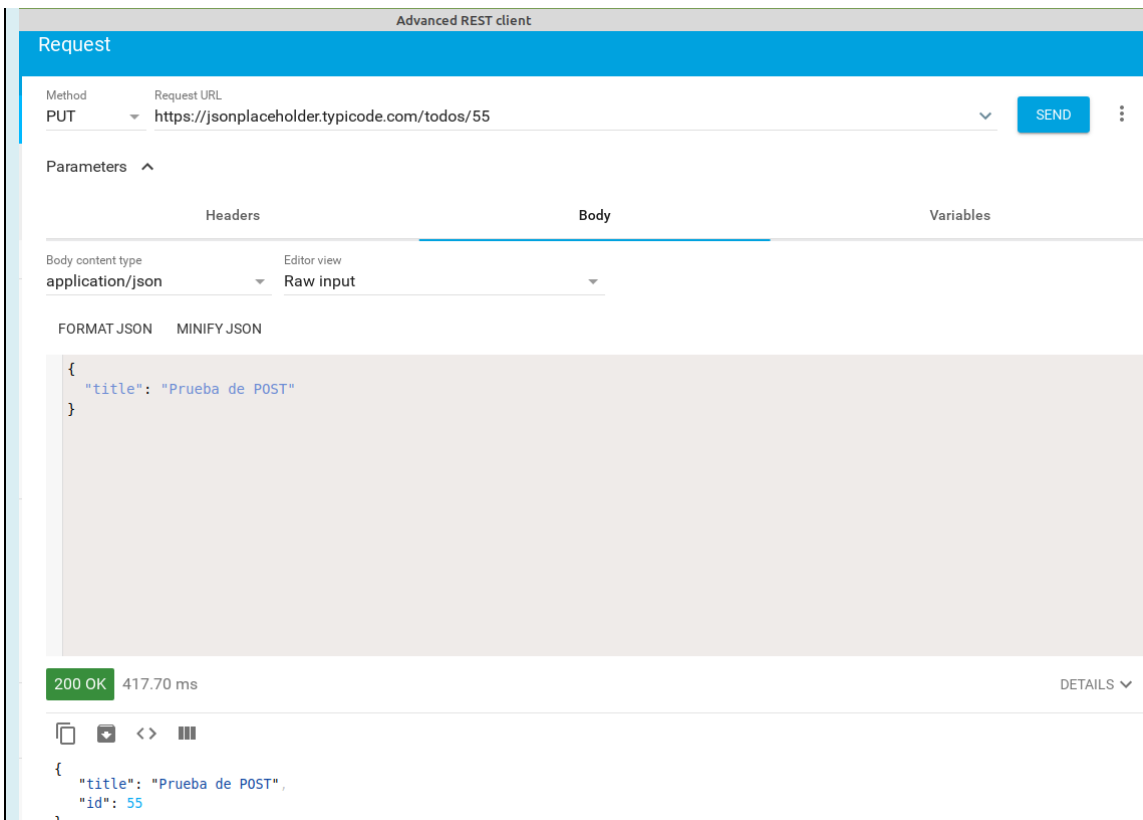 Advanced REST client
Request
Method Request URL
PUT https://jsonplaceholder.typicode.com/todos/55 SEND
Parameters
Headers Body Variables
Body content type Editor view
application/json Raw input
FORMAT JSON MINIFY JSON
{
"title": "Prueba de POST"
}
200 OK 417.70 ms DETAILS
{
"title": "Prueba de POST",
"id": 55
}